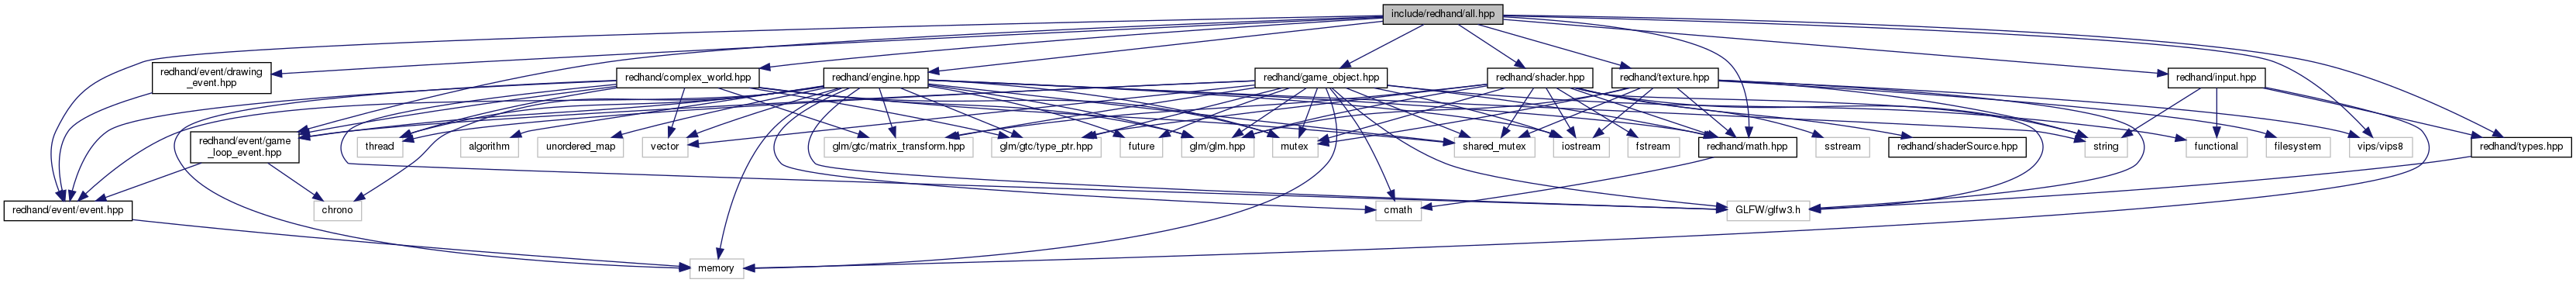 include/redhand/all.hpp
redhand/event/drawing
_event.hpp
redhand/complex_world.hpp
redhand/engine.hpp
redhand/game_object.hpp
redhand/shader.hpp
redhand/texture.hpp
redhand/input.hpp
redhand/event/game
_loop_event.hpp
thread
algorithm
unordered_map
vector
glm/gtc/matrix_transform.hpp
glm/gtc/type_ptr.hpp
future
glm/glm.hpp
mutex
shared_mutex
iostream
fstream
redhand/math.hpp
sstream
redhand/shaderSource.hpp
string
functional
filesystem
vips/vips8
redhand/types.hpp
redhand/event/event.hpp
chrono
cmath
GLFW/glfw3.h
memory